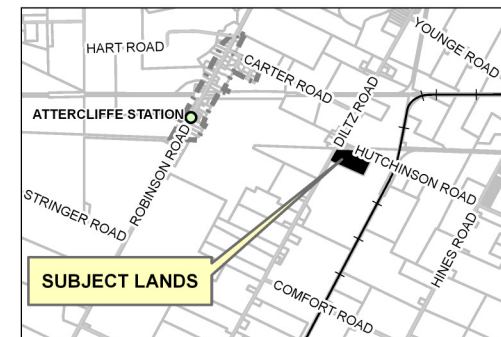 YOUNGE ROAD
HART ROAD
CARTER ROAD
DILTZ ROAD
ATTERCLIFFE STATION
ROBINSON ROAD
HUTCHINSON ROAD
STRINGER ROAD
HINES ROAD
SUBJECT LANDS
COMFORT ROAD